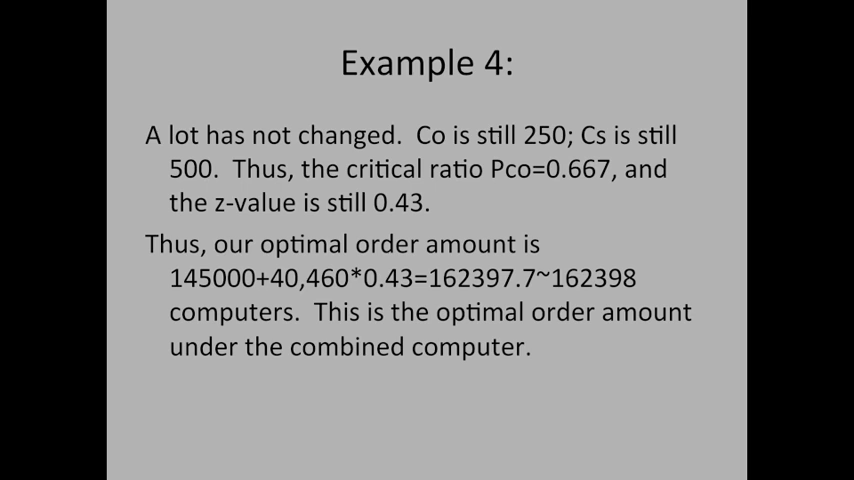 Example 4:
A lot has not changed.  Co is still 250; Cs is still
500.  Thus, the critical ratio Pco=0.667, and
the z-value is still 0.43.
Thus, our optimal order amount is
145000+40,460*0.43=162397.7~162398
computers.  This is the optimal order amount
under the combined computer.